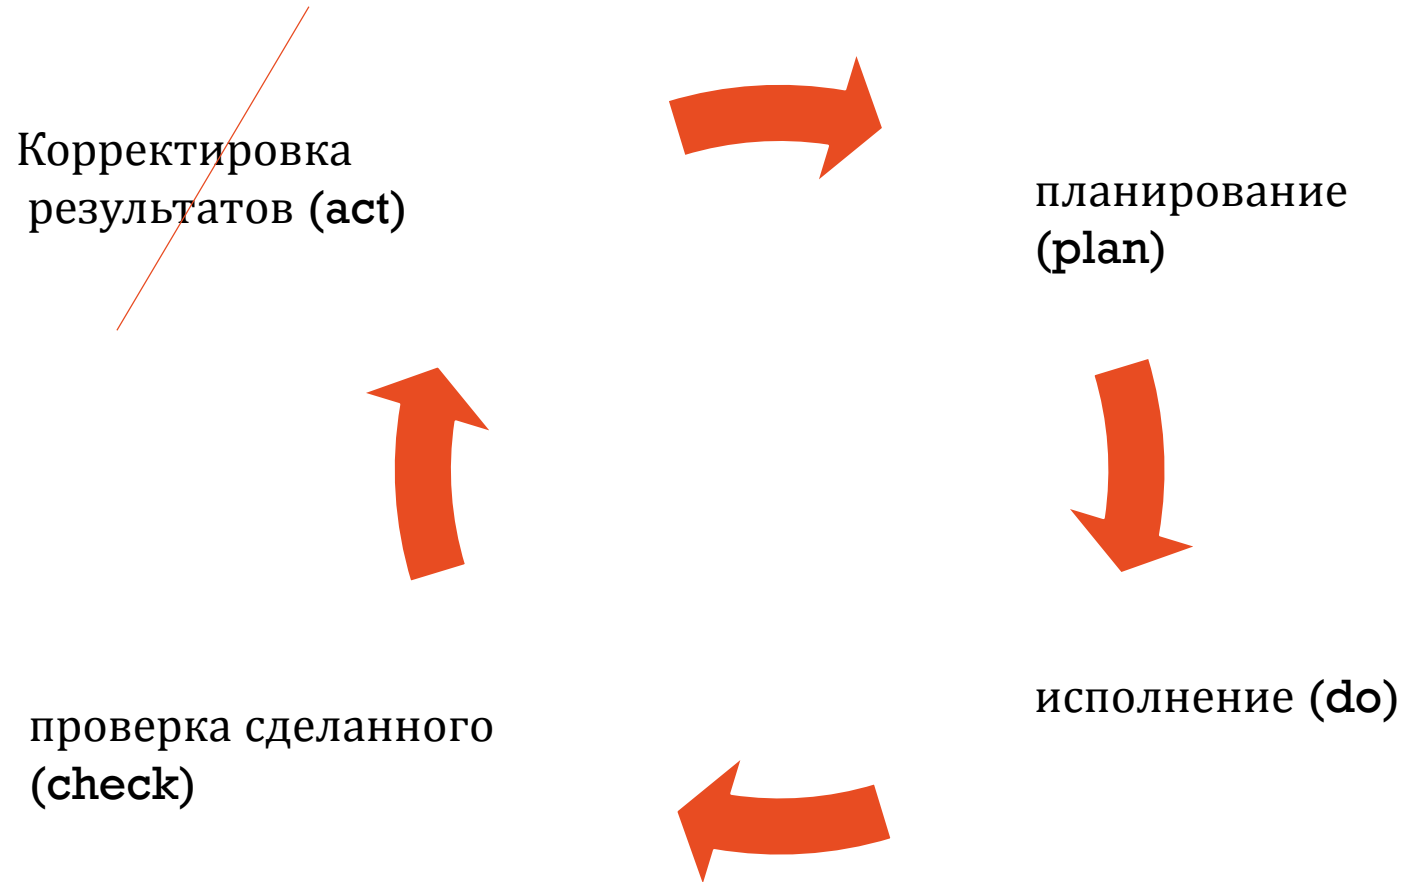 Корректировка
результатов (act)
планирование
(plan)
исполнение (do)
проверка сделанного
(check)